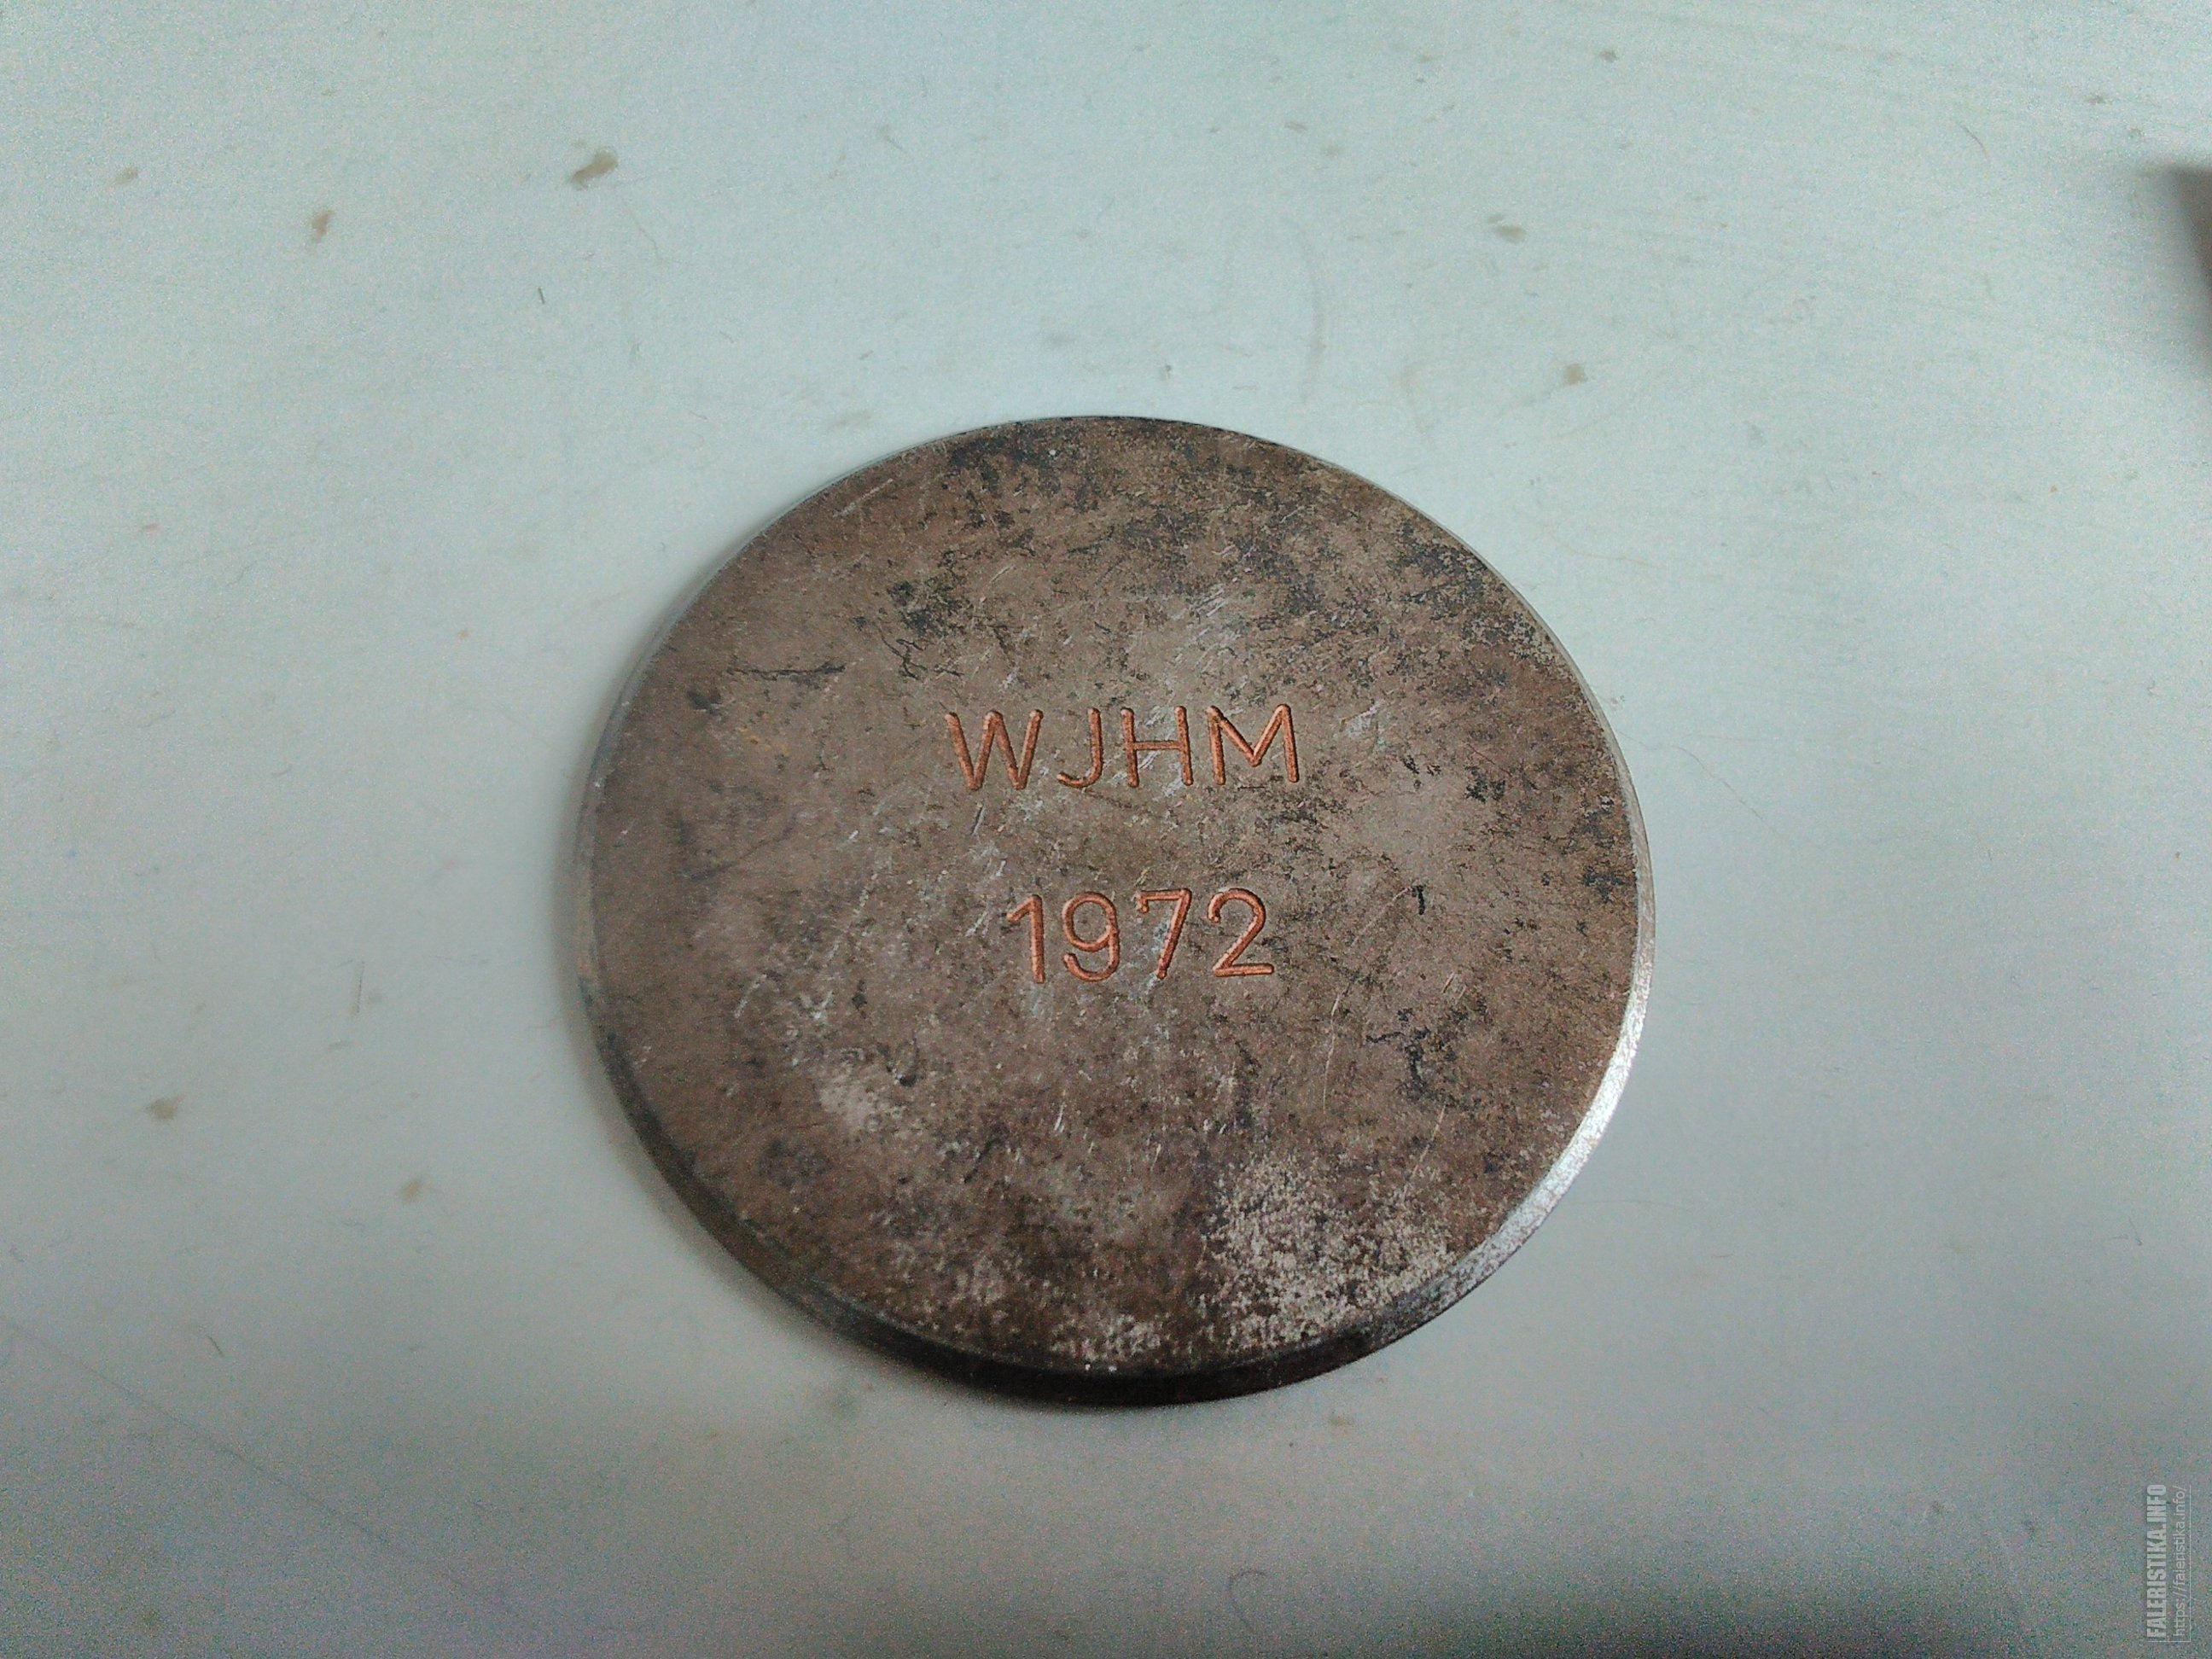 WJHM
1972
FALERISTIKA.INFO
https://faleristika.info/